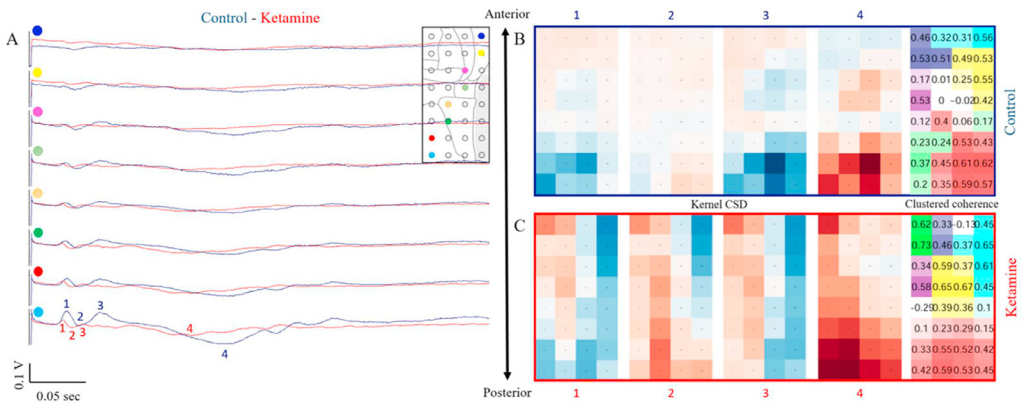 Control - Ketamine
A
1 2 3 4
1 2 3 4
0.1 V
0.05 sec
Anterior 1 2 3 4
B
0.46 0.32 0.31 0.56
0.53 0.51 0.49 0.53
0.17 0.01 0.25 0.55
0.53 0 -0.02 0.42
0.12 0.4 0.06 0.17
0.23 0.24 0.53 0.43
0.37 0.45 0.61 0.62
0.2 0.35 0.59 0.57
Control
Kernel CSD Clustered coherence
C
0.62 0.33 -0.13 0.45
0.73 0.46 0.37 0.65
0.34 0.59 0.37 0.61
0.58 0.65 0.67 0.45
-0.29 0.39 0.36 0.1
0.1 0.23 0.29 0.15
0.33 0.55 0.52 0.42
0.42 0.59 0.53 0.45
Ketamine
Posterior 1 2 3 4